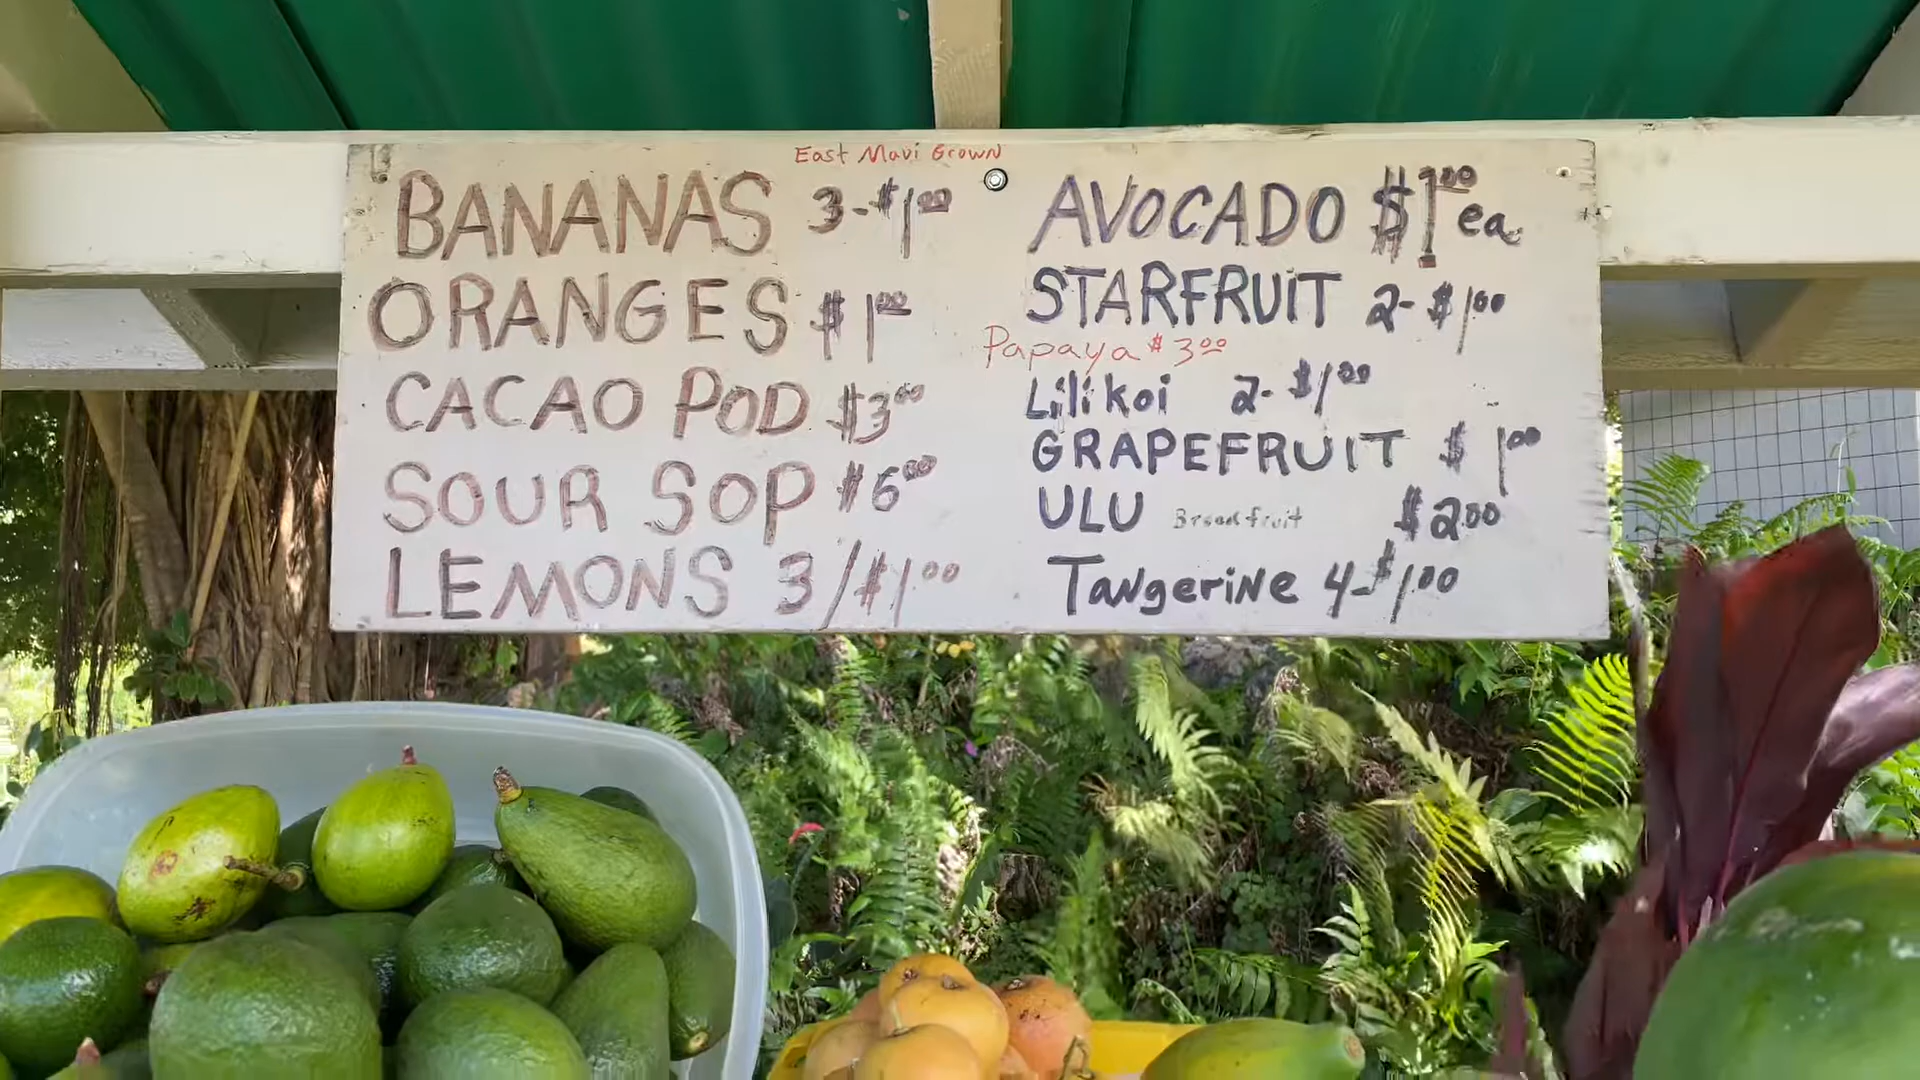 East Maui Grown
BANANAS 3-$1.00
ORANGES $1.00
CACAO POD $3.00
SOUR SOP $6.00
LEMONS 3/$1.00
AVOCADO $1.00 ea.
STARFRUIT 2-$1.00
Papaya $3.00
Lilikoi 2-$1.00
GRAPEFRUIT $1.00
ULU Breadfruit $2.00
Tangerine 4-$1.00